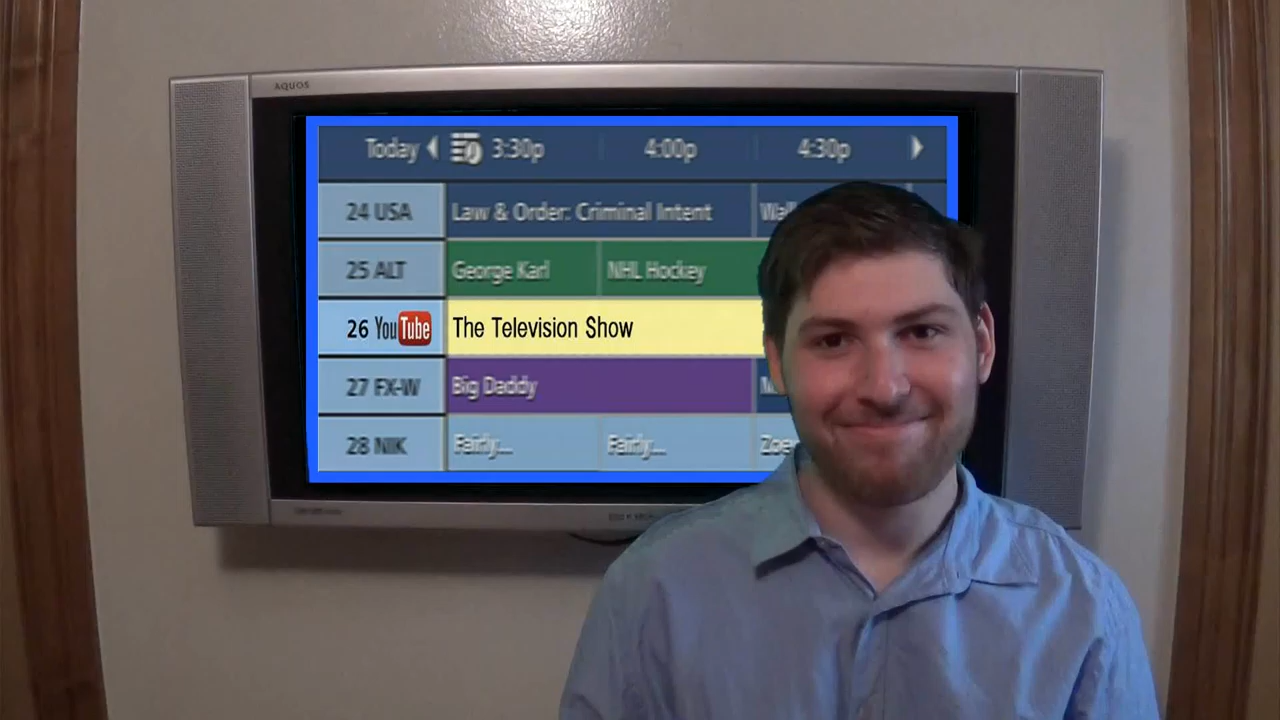 AQUOS
Today 3:30p 4:00p 4:30p
24 USA Law & Order: Criminal Intent
25 ALT George Karl NHL Hockey
26 YouTube The Television Show
27 FX-W Big Daddy
28 NIK Fairly... Fairly...